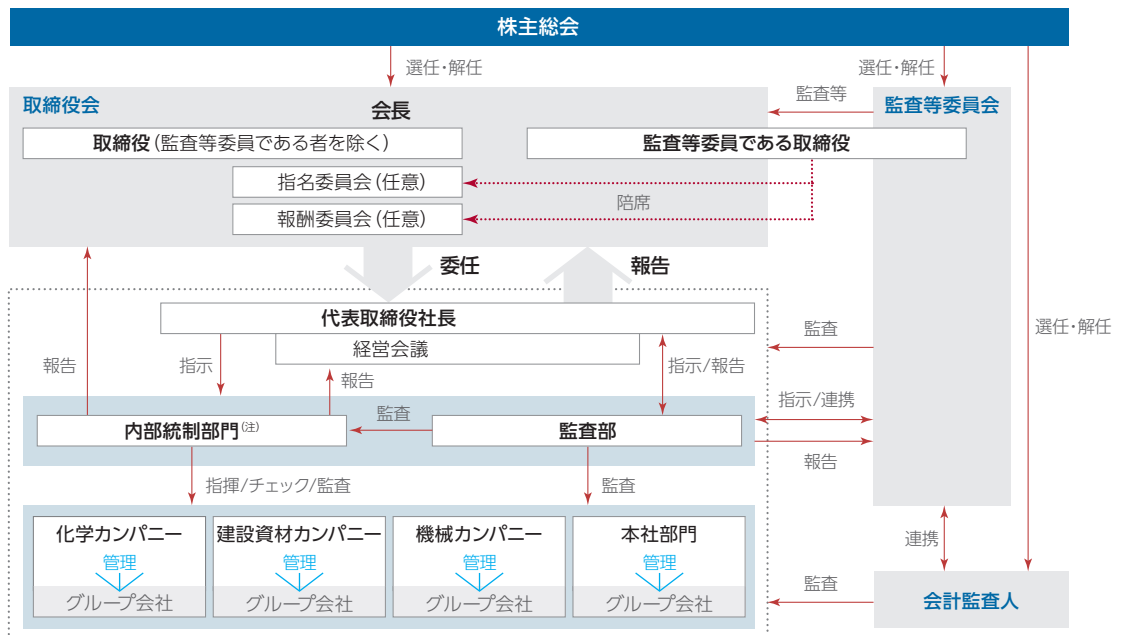 株主総会
選任・解任
選任・解任
取締役会
会長
監査等
監査等委員会
取締役(監査等委員である者を除く)
監査等委員である取締役
指名委員会(任意)
陪席
報酬委員会(任意)
委任
報告
代表取締役社長
経営会議
監査
選任・解任
報告
指示
報告
指示/報告
指示/連携
内部統制部門(注)
監査
監査部
報告
指揮/チェック/監査
監査
化学カンパニー
建設資材カンパニー
機械カンパニー
本社部門
管理
管理
管理
管理
グループ会社
グループ会社
グループ会社
グループ会社
連携
監査
会計監査人